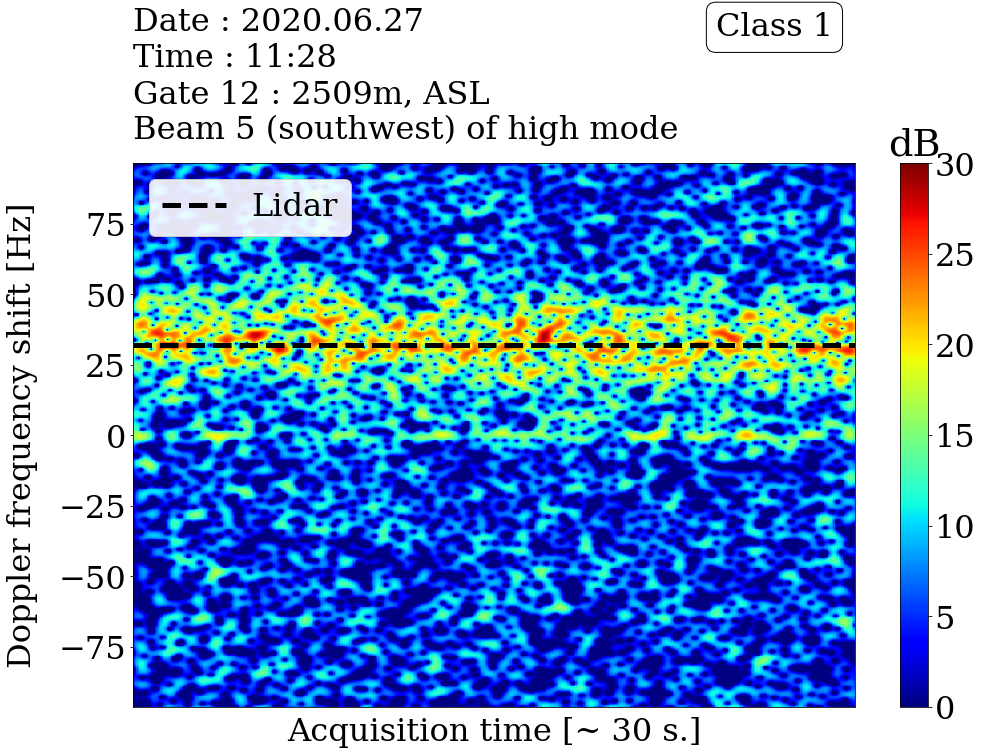 Date : 2020.06.27
Time : 11:28
Gate 12 : 2509m, ASL
Beam 5 (southwest) of high mode
Class 1
dB
Lidar
Doppler frequency shift [Hz]
75
50
25
0
−25
−50
−75
30
25
20
15
10
5
0
Acquisition time [~ 30 s.]